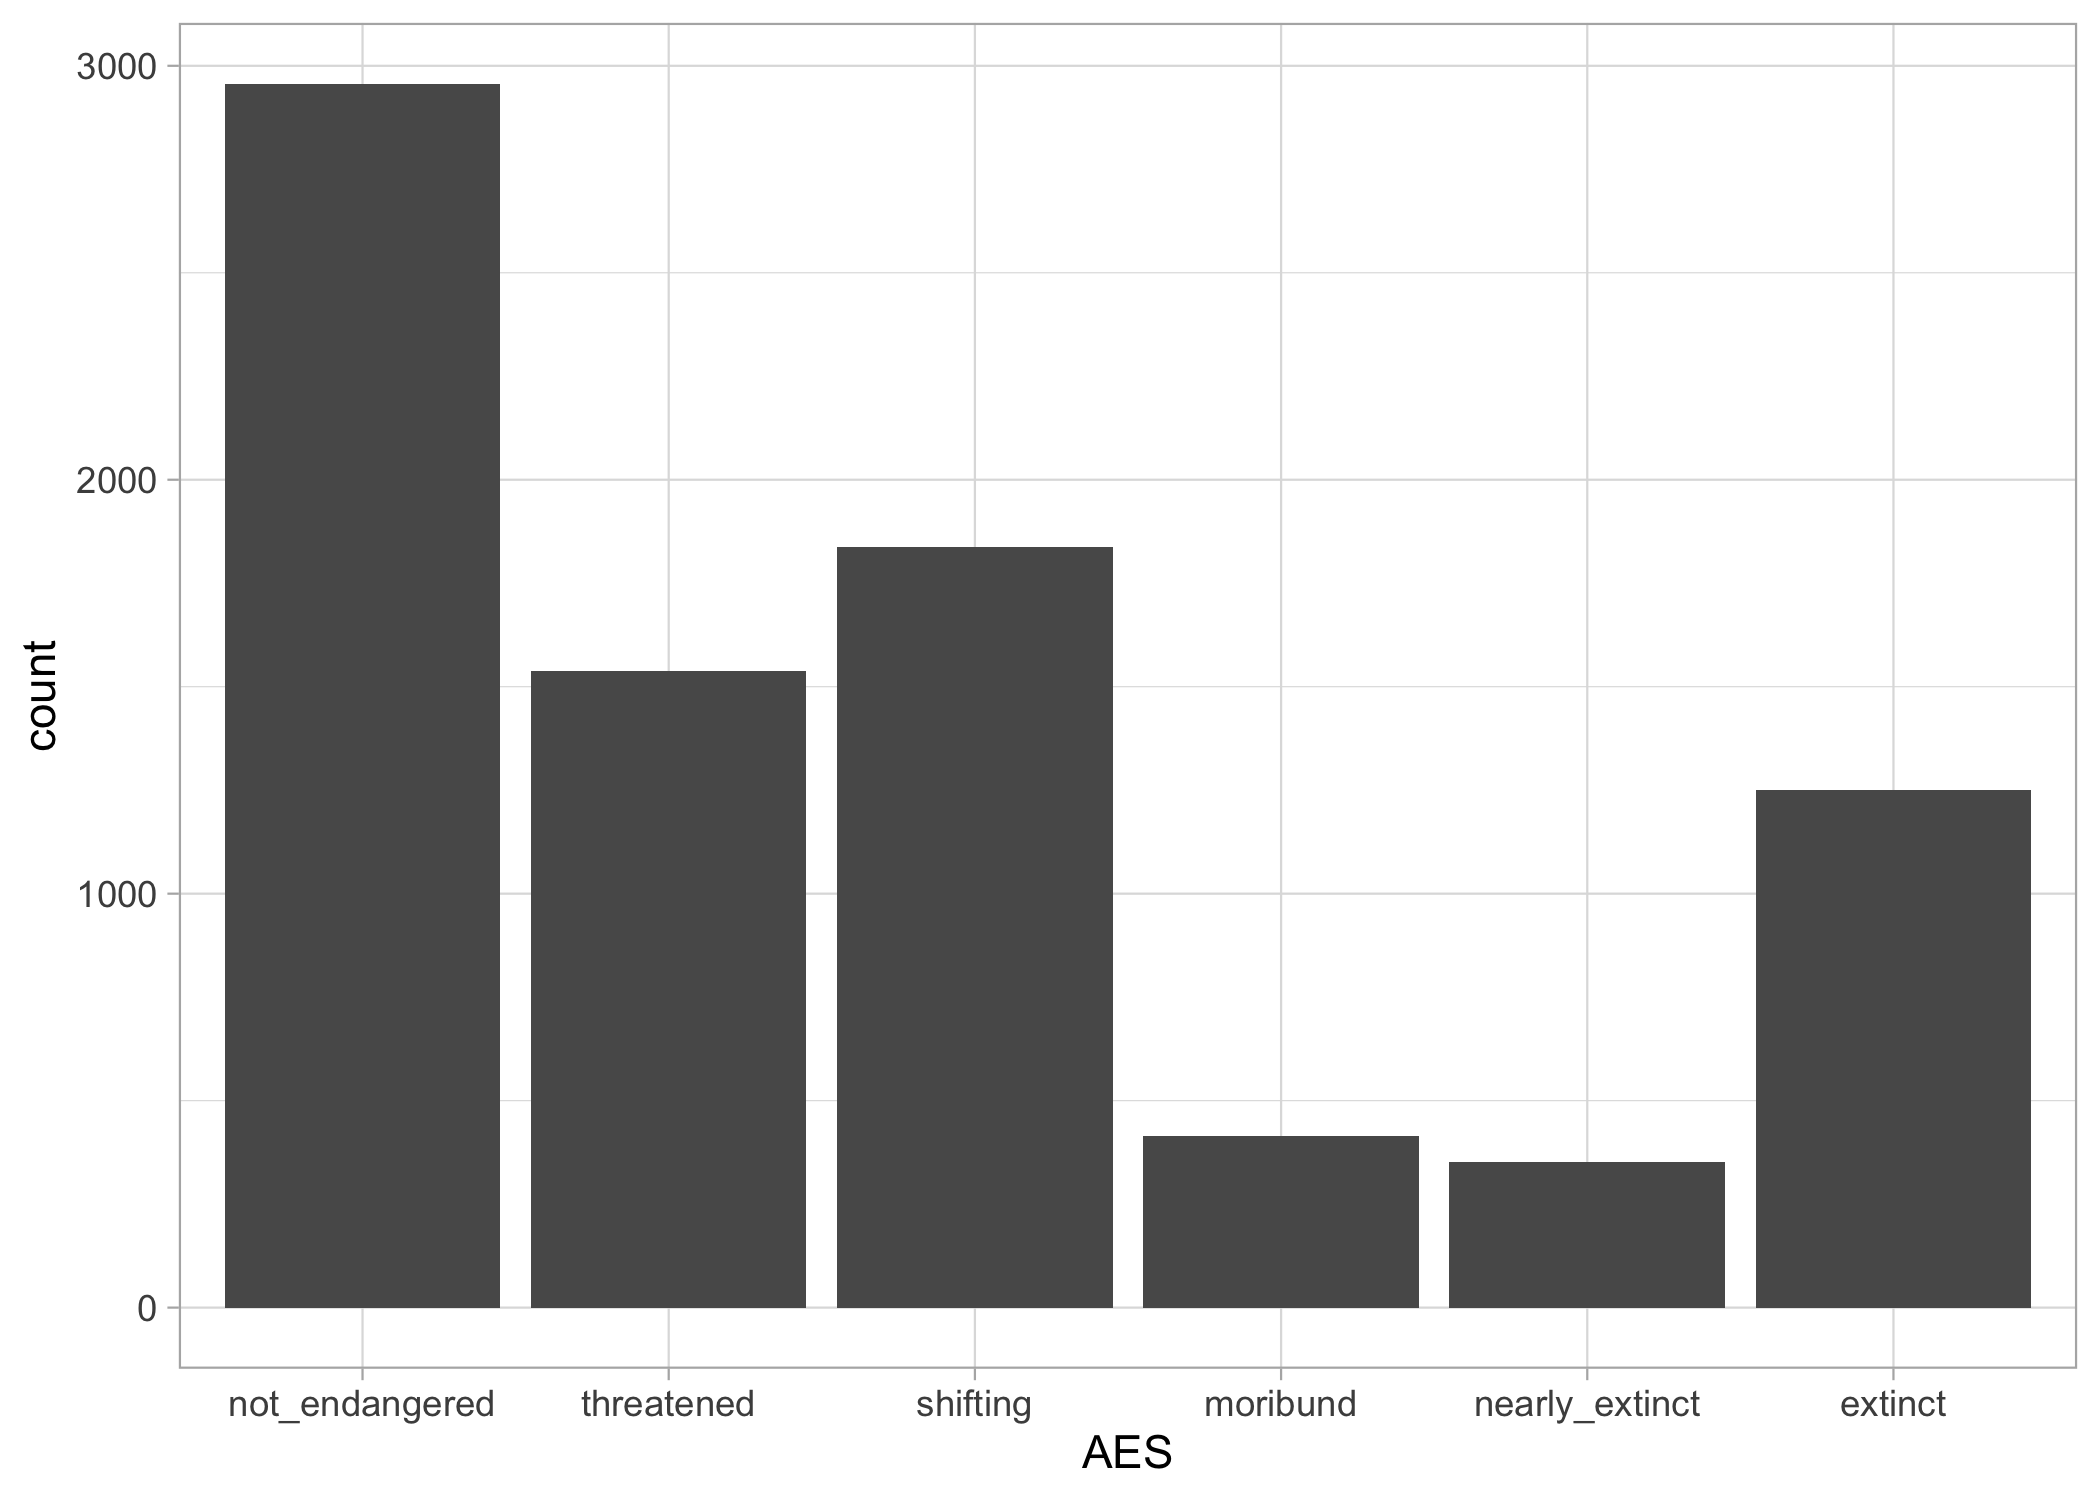 count
3000
2000
1000
0
not_endangered threatened shifting moribund nearly_extinct extinct
AES